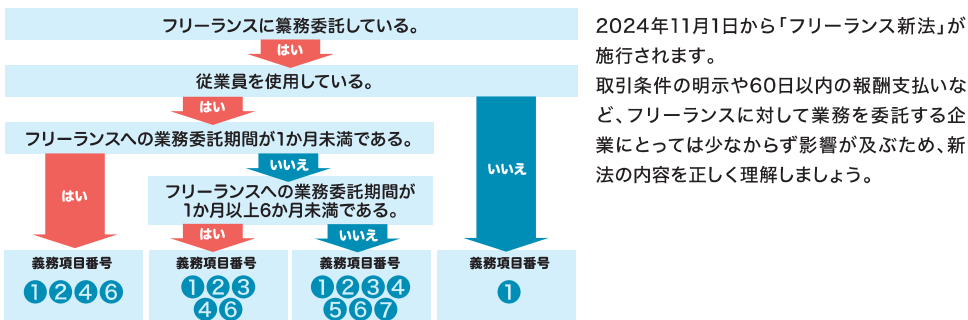 フリーランスに纂務委託している。
はい
従業員を使用している。
はい
フリーランスへの業務委託期間が1か月未満である。
はい
いいえ
いいえ
フリーランスへの業務委託期間が
1か月以上6か月未満である。
はい
いいえ
義務項目番号
❶❷❹❻
義務項目番号
❶❷❸
❹❻
義務項目番号
❶❷❸❹
❺❻❼
義務項目番号
❶
2024年11月1日から「フリーランス新法」が
施行されます。
取引条件の明示や60日以内の報酬支払いな
ど、フリーランスに対して業務を委託する企
業にとっては少なからず影響が及ぶため、新
法の内容を正しく理解しましょう。